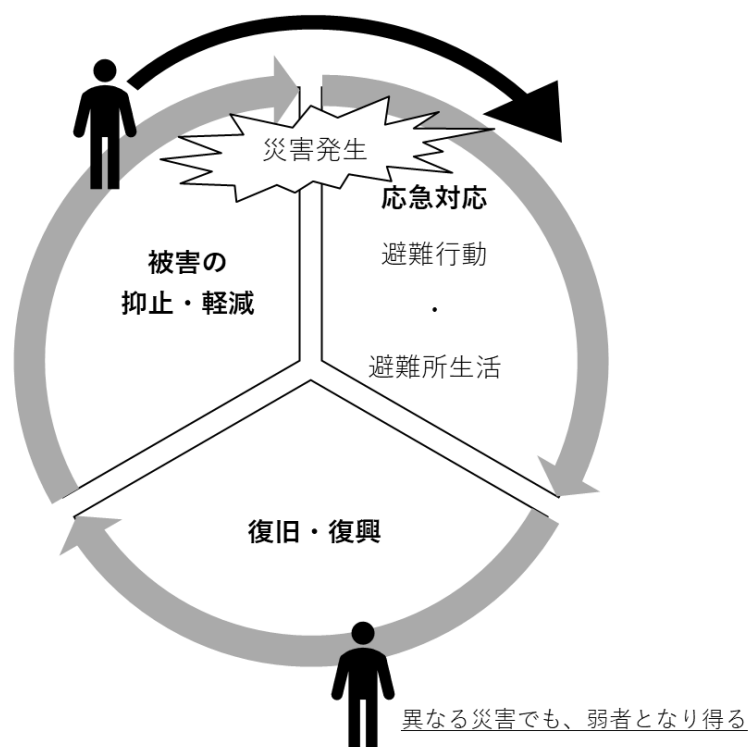 災害発生
応急対応
避難行動
・
避難所生活
被害の
抑止・軽減
復旧・復興
異なる災害でも、弱者となり得る